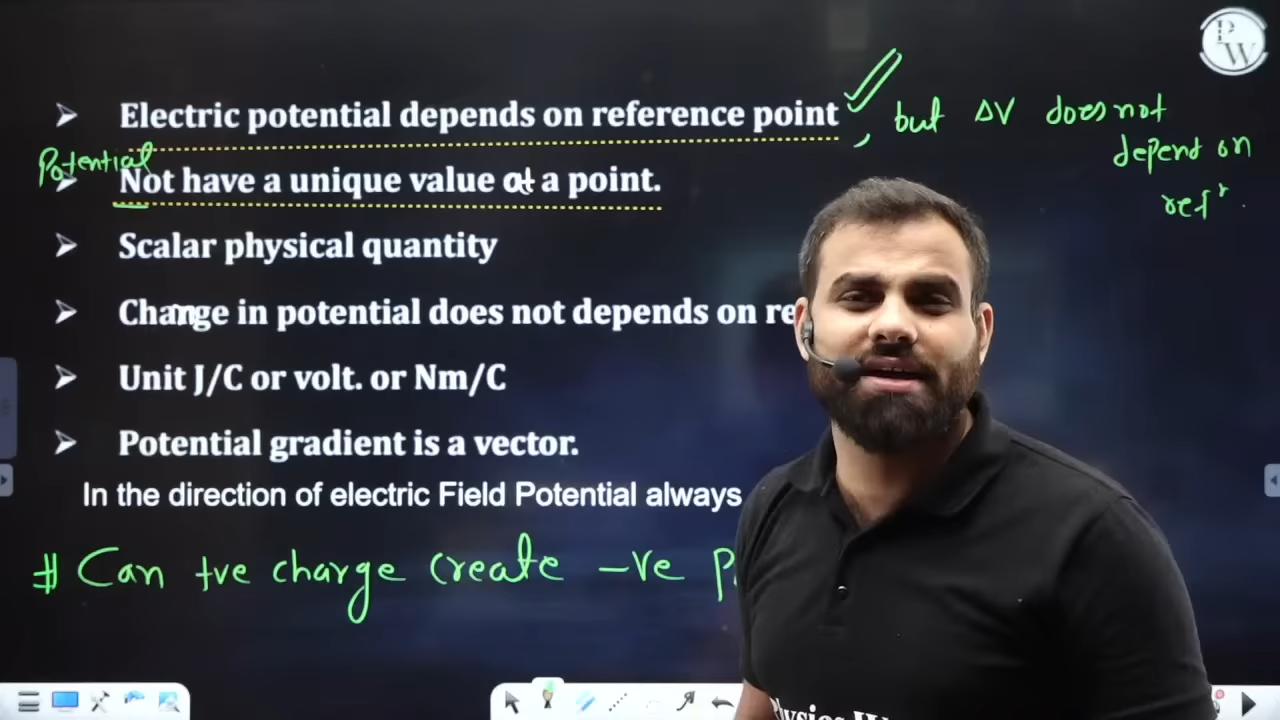 PW
Electric potential depends on reference point , but ΔV does not
depend on
ref^r.
Potential
Not have a unique value at a point.
Scalar physical quantity
Change in potential does not depends on re
Unit J/C or volt. or Nm/C
Potential gradient is a vector.
In the direction of electric Field Potential always
# Can +ve charge create -ve p
Physics W